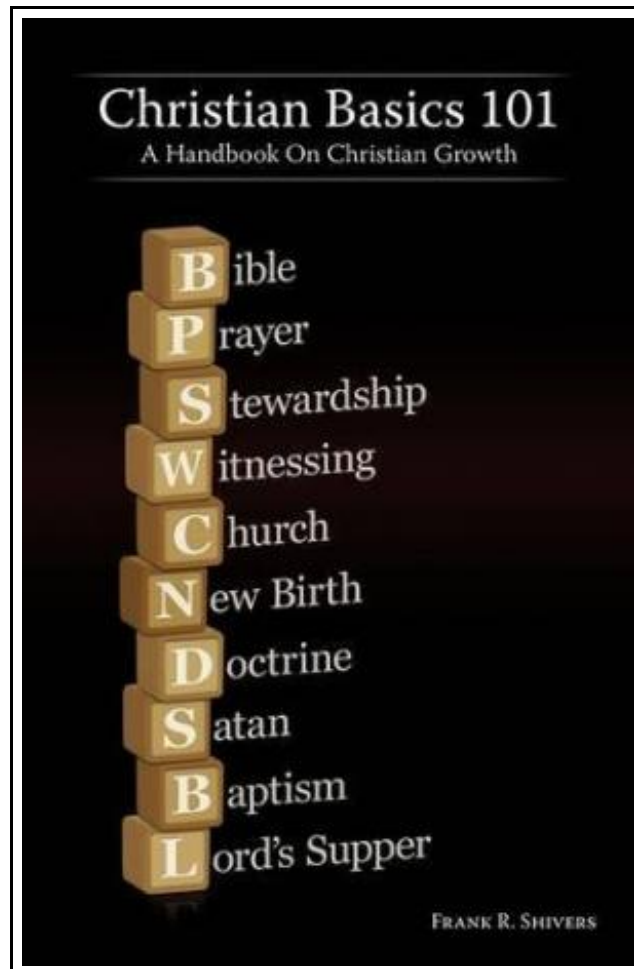 Christian Basics 101
A Handbook On Christian Growth
Bible
Prayer
Stewardship
Witnessing
Church
New Birth
Doctrine
Satan
Baptism
Lord's Supper
FRANK R. SHIVERS